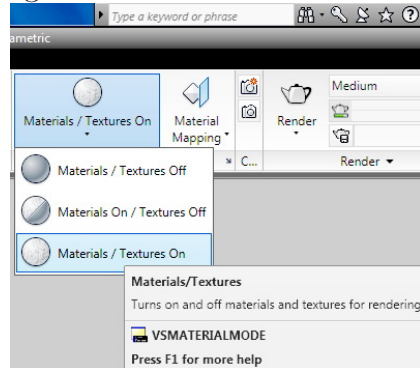 Type a keyword or phrase
ametric
Materials / Textures On
Material
Mapping
Render
Medium
C...
Render
Materials / Textures Off
Materials On / Textures Off
Materials / Textures On
Materials/Textures
Turns on and off materials and textures for rendering
VSMATERIALMODE
Press F1 for more help